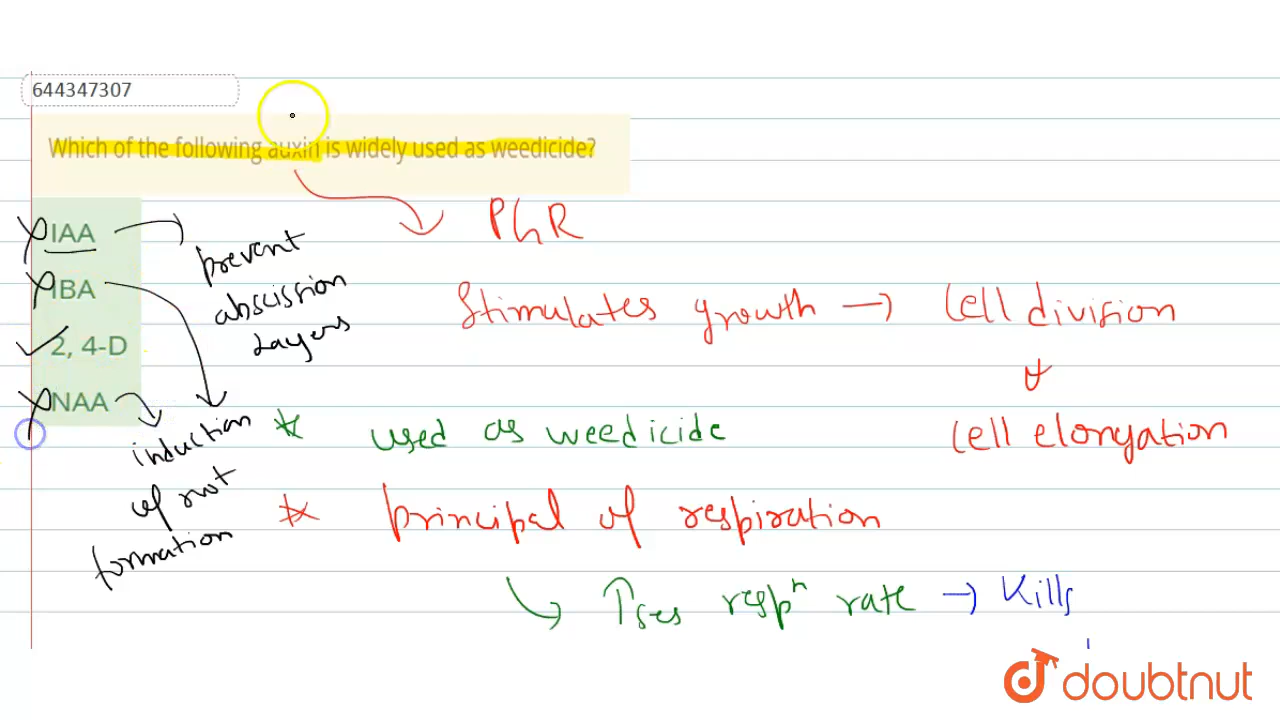 644347307
Which of the following auxin is widely used as weedicide?
PGR
IAA
prevent
abscission
Layers
IBA
Stimulates growth → Cell division
&
Cell elongation
2, 4-D
NAA
induction
of root
formation
* used as weedicide
* principal of respiration
↳ ↑ses respⁿ rate → Kills
doubtnut